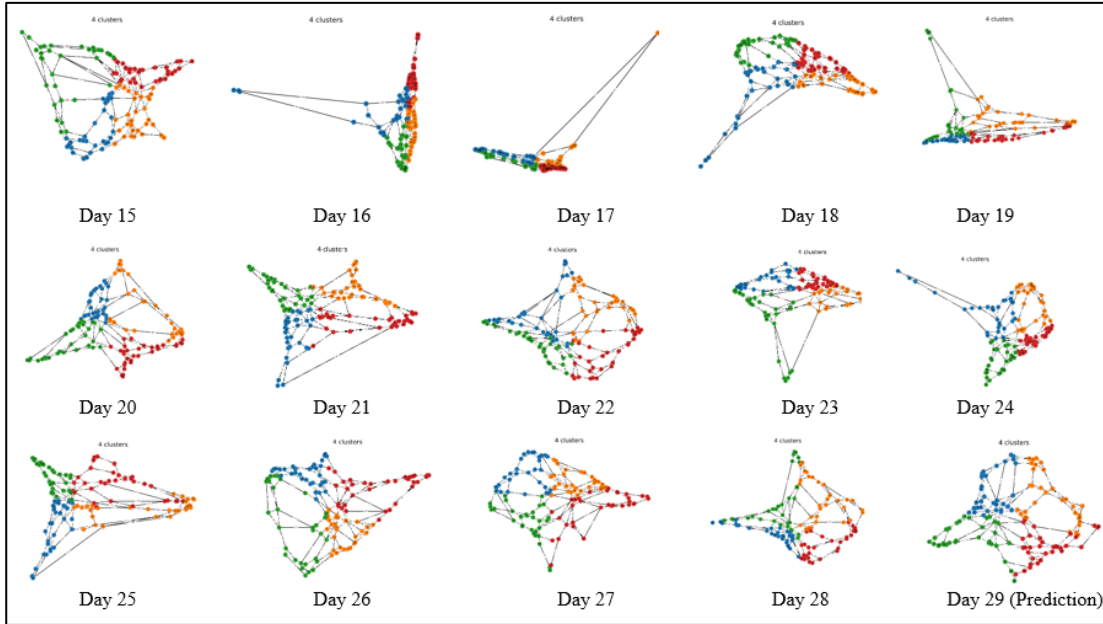 4 clusters
4 clusters
4 clusters
4 clusters
4 clusters
Day 15
Day 16
Day 17
Day 18
Day 19
4 clusters
4 clusters
4 clusters
4 clusters
4 clusters
Day 20
Day 21
Day 22
Day 23
Day 24
4 clusters
4 clusters
4 clusters
4 clusters
4 clusters
Day 25
Day 26
Day 27
Day 28
Day 29 (Prediction)